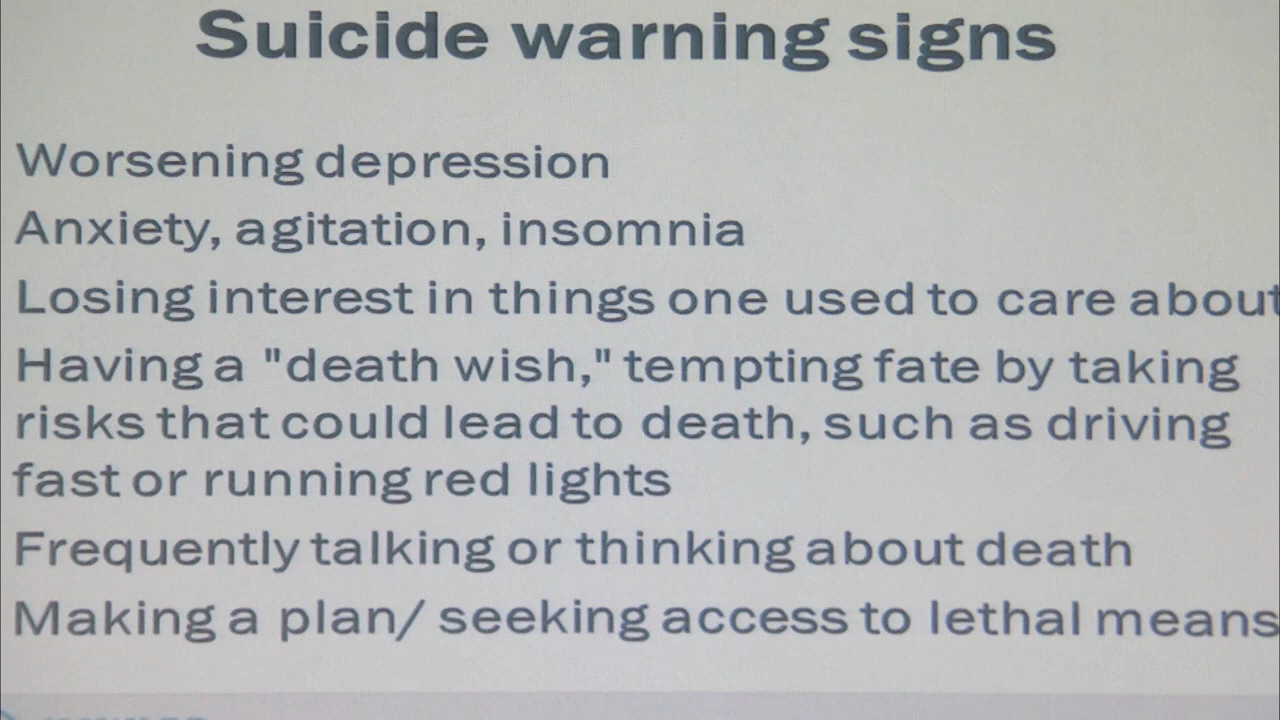 Suicide warning signs
Worsening depression
Anxiety, agitation, insomnia
Losing interest in things one used to care about
Having a "death wish," tempting fate by taking
risks that could lead to death, such as driving
fast or running red lights
Frequently talking or thinking about death
Making a plan/ seeking access to lethal means